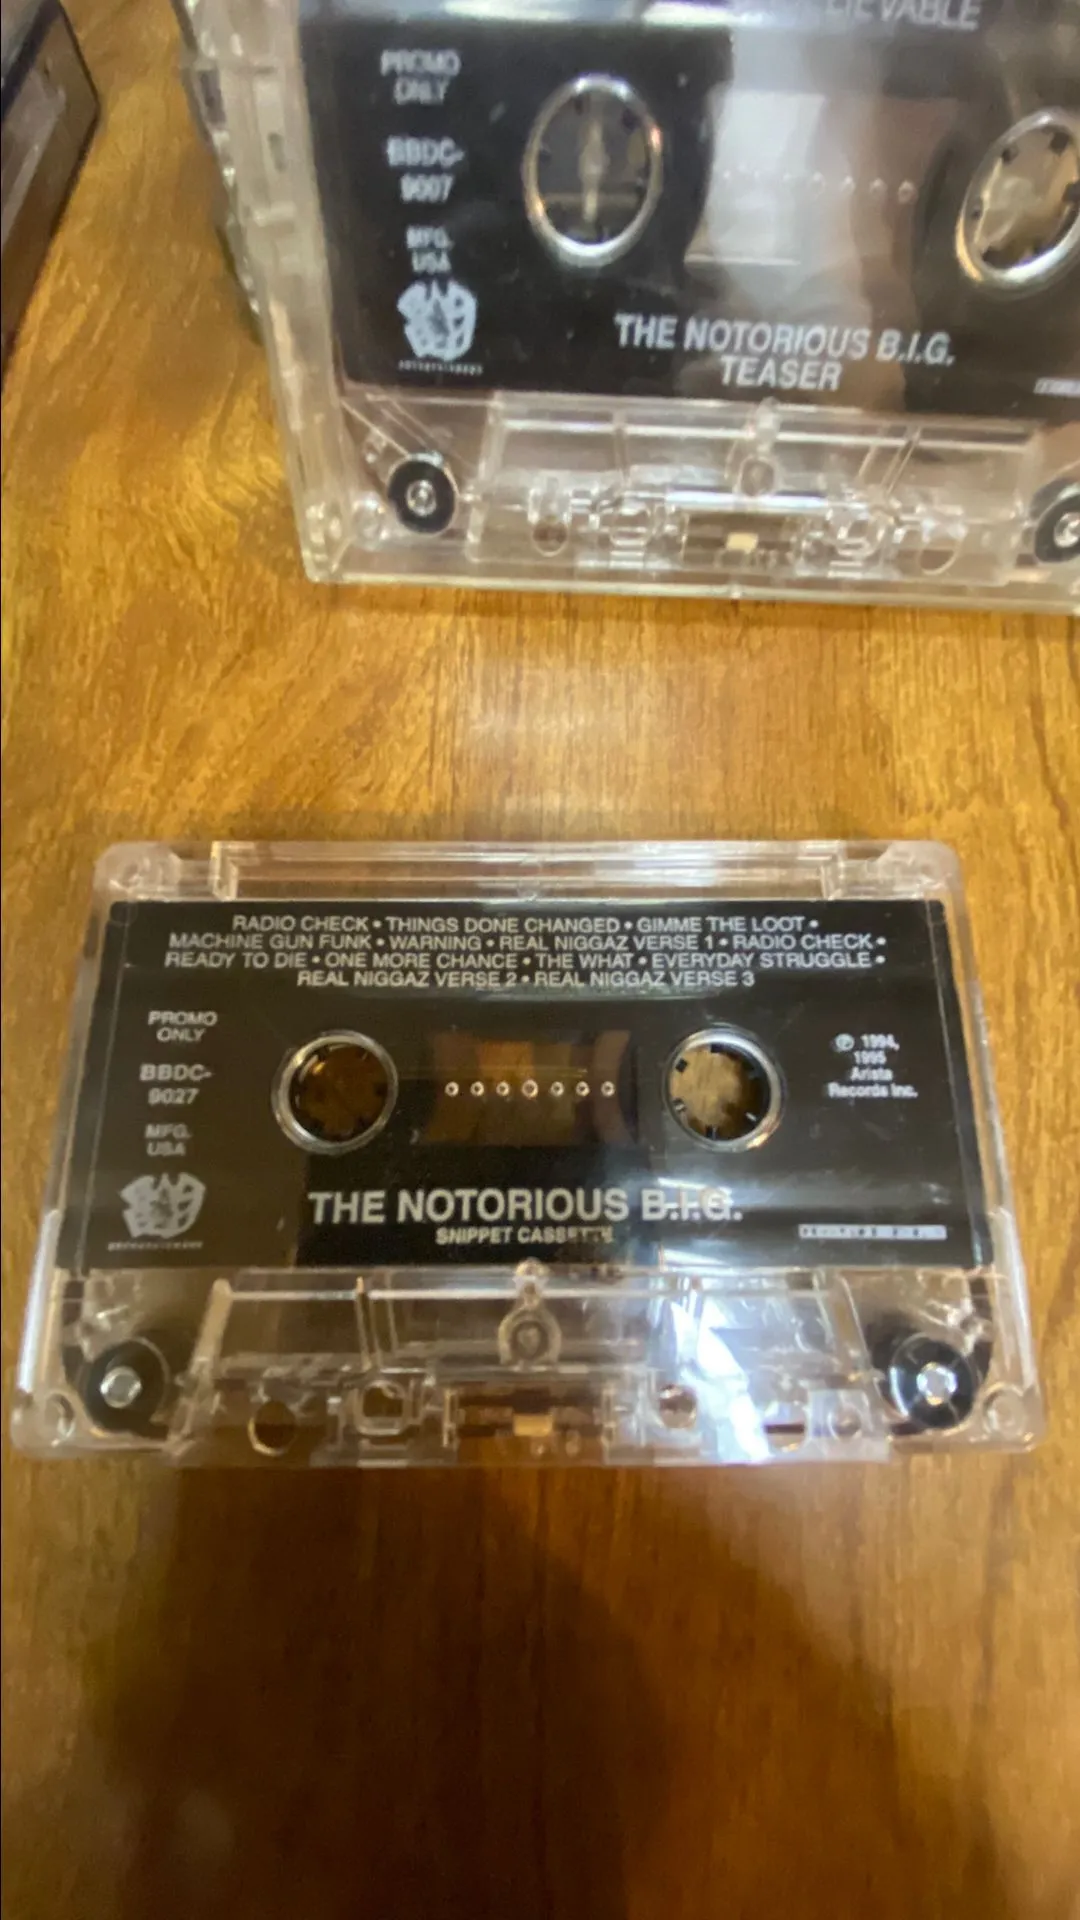 PROMO
ONLY
BBDC-
9007
MFG.
USA
THE NOTORIOUS B.I.G.
TEASER
RADIO CHECK • THINGS DONE CHANGED • GIMME THE LOOT •
MACHINE GUN FUNK • WARNING • REAL NIGGAZ VERSE 1 • RADIO CHECK •
READY TO DIE • ONE MORE CHANCE • THE WHAT • EVERYDAY STRUGGLE •
REAL NIGGAZ VERSE 2 • REAL NIGGAZ VERSE 3
PROMO
ONLY
BBDC-
9027
MFG.
USA
℗ 1994,
1995
Arista
Records Inc.
THE NOTORIOUS B.I.G.
SNIPPET CASSETTE